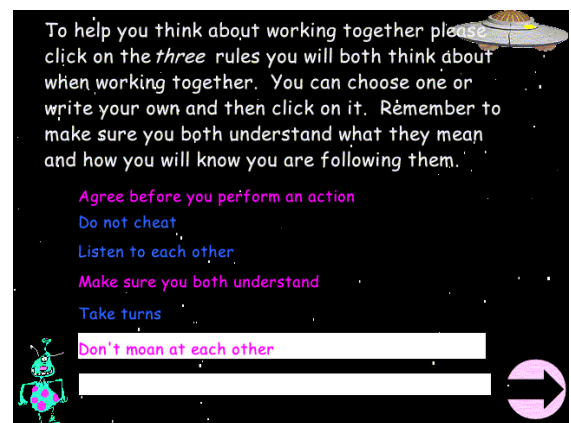 To help you think about working together please
click on the three rules you will both think about
when working together. You can choose one or
write your own and then click on it. Remember to
make sure you both understand what they mean
and how you will know you are following them.
Agree before you perform an action
Do not cheat
Listen to each other
Make sure you both understand
Take turns
Don't moan at each other